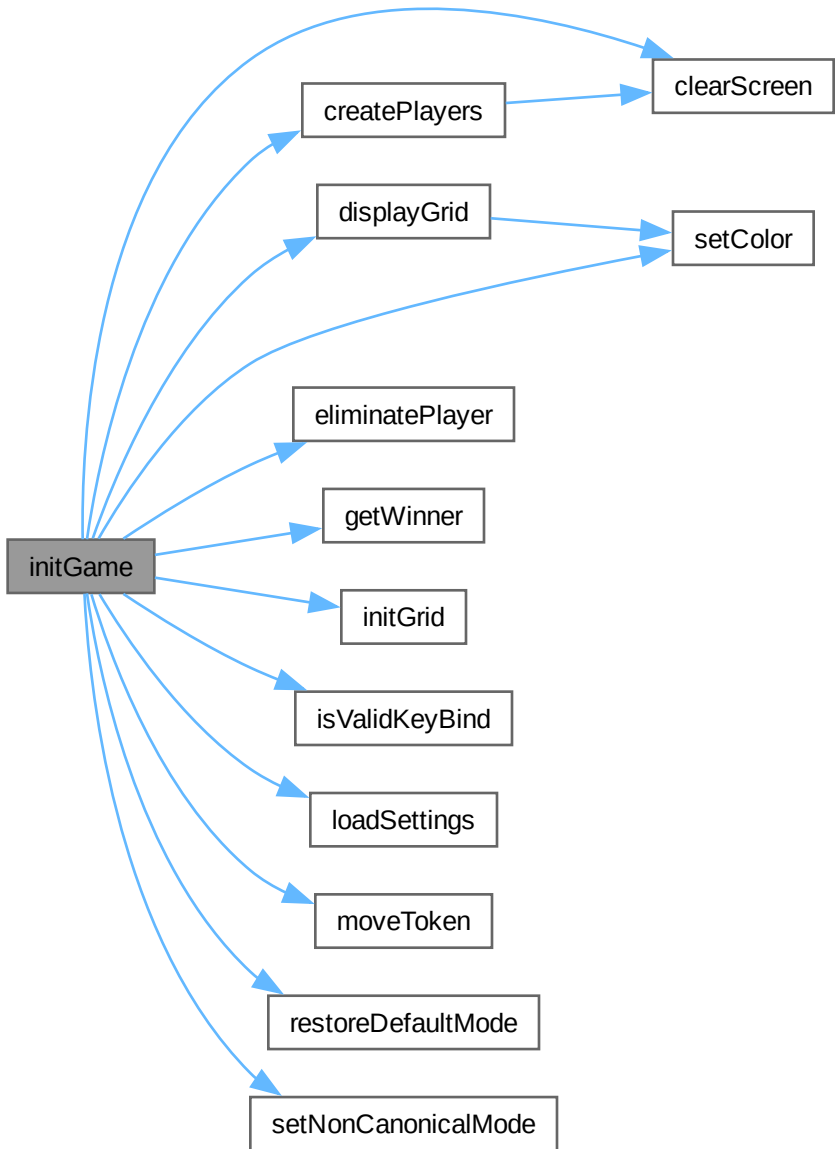 clearScreen
createPlayers
displayGrid
setColor
eliminatePlayer
getWinner
initGame
initGrid
isValidKeyBind
loadSettings
moveToken
restoreDefaultMode
setNonCanonicalMode